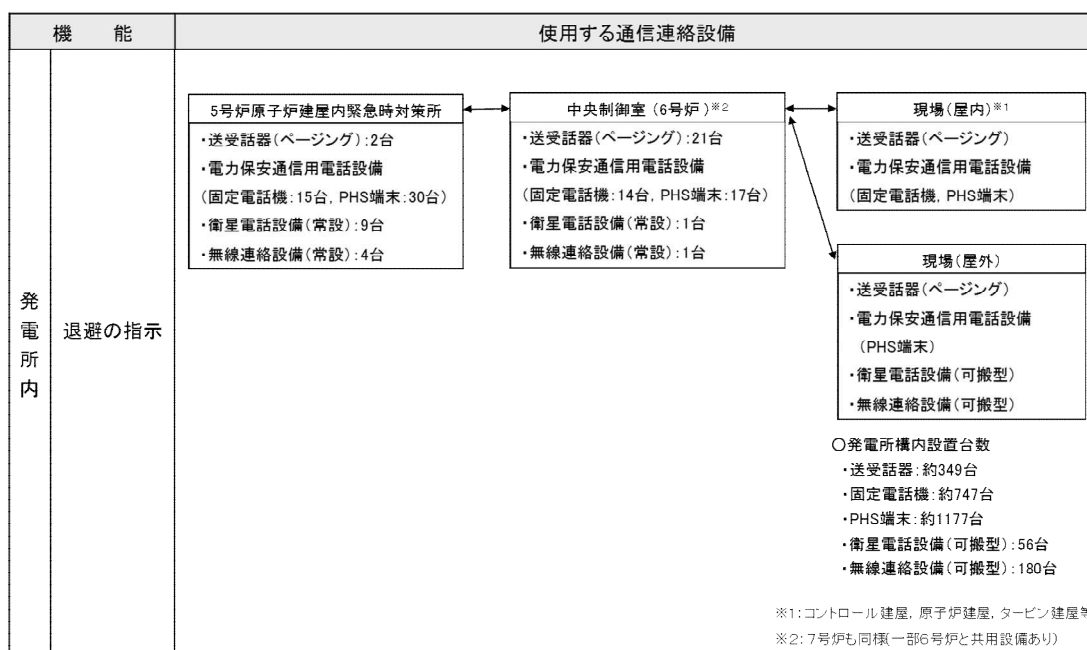 機 能
使用する通信連絡設備
発電所内
退避の指示
5号炉原子炉建屋内緊急時対策所
・送受話器(ページング):2台
・電力保安通信用電話設備
(固定電話機:15台, PHS端末:30台)
・衛星電話設備(常設):9台
・無線連絡設備(常設):4台
中央制御室(6号炉)※2
・送受話器(ページング):21台
・電力保安通信用電話設備
(固定電話機:14台, PHS端末:17台)
・衛星電話設備(常設):1台
・無線連絡設備(常設):1台
現場(屋内)※1
・送受話器(ページング)
・電力保安通信用電話設備
(固定電話機, PHS端末)
現場(屋外)
・送受話器(ページング)
・電力保安通信用電話設備
(PHS端末)
・衛星電話設備(可搬型)
・無線連絡設備(可搬型)
○発電所構内設置台数
・送受話器:約349台
・固定電話機:約747台
・PHS端末:約1177台
・衛星電話設備(可搬型):56台
・無線連絡設備(可搬型):180台
※1:コントロール建屋, 原子炉建屋, タービン建屋等
※2:7号炉も同様(一部6号炉と共用設備あり)